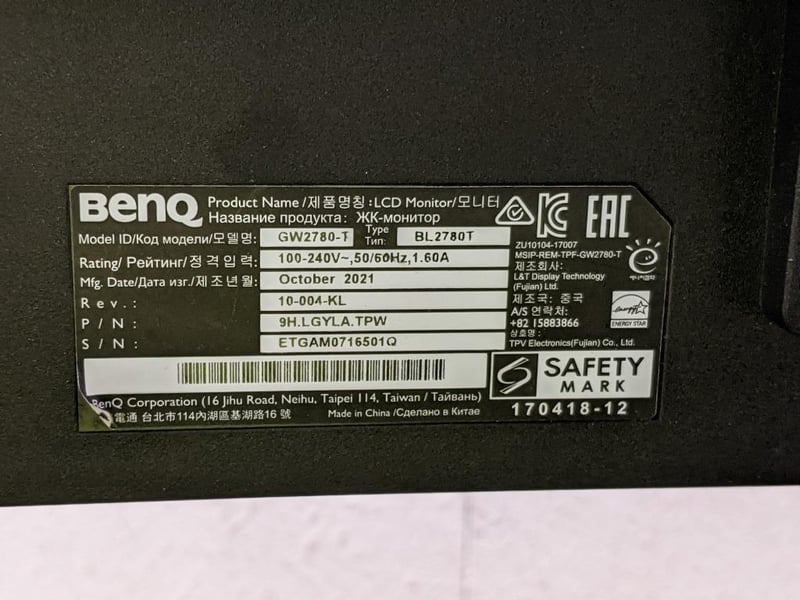 BenQ
Product Name /제품명칭:LCD Monitor/모니터
Название продукта: ЖК-монитор
Model ID/Код модели/모델명: GW2780-T Type Тип: BL2780T
Rating/ Рейтинг/정격입력: 100-240V~,50/60Hz,1.60A
Mfg. Date/Дата изг./제조년월: October 2021
Rev.: 10-004-KL
P/N: 9H.LGYLA.TPW
S/N: ETGAM0716501Q
BenQ Corporation (16 Jihu Road, Neihu, Taipei 114, Taiwan / Тайвань)
電通 台北市114內湖區基湖路16 號
Made in China /Сделано в Китае
EAC
ZU10104-17007
MSIP-REM-TPF-GW2780-T
제조회사:
L&T Display Technology
(Fujian) Ltd.
제조국: 중국
A/S 연락처:
+82 15883866
상호명:
TPV Electronics(Fujian) Co., Ltd.
에너지절약
energy
ENERGY STAR
SAFETY
MARK
170418-12